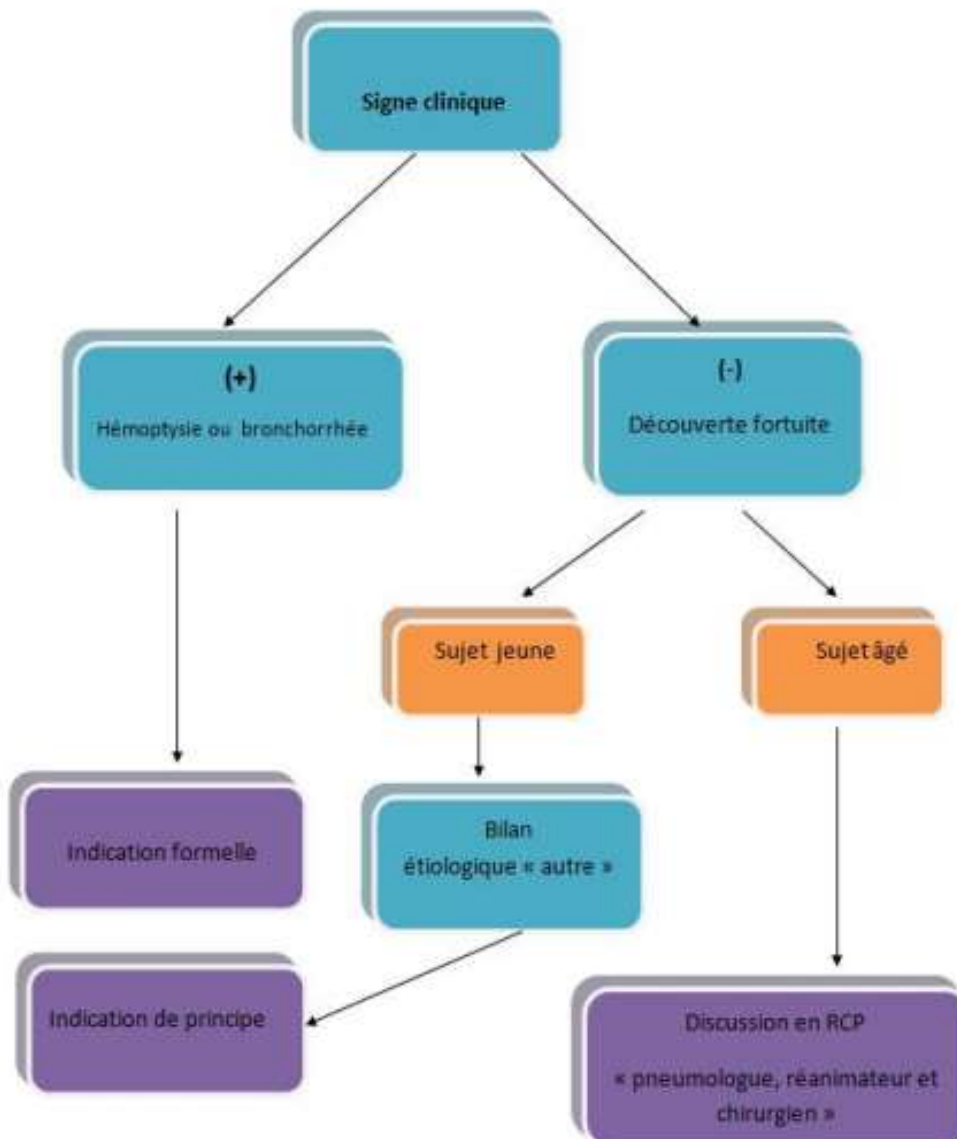 Signe clinique
(+)
Hémoptysie ou bronchorrhée
(-)
Découverte fortuite
Sujet jeune
Sujet âgé
Indication formelle
Bilan
étiologique « autre »
Indication de principe
Discussion en RCP
« pneumologue, réanimateur et
chirurgien »